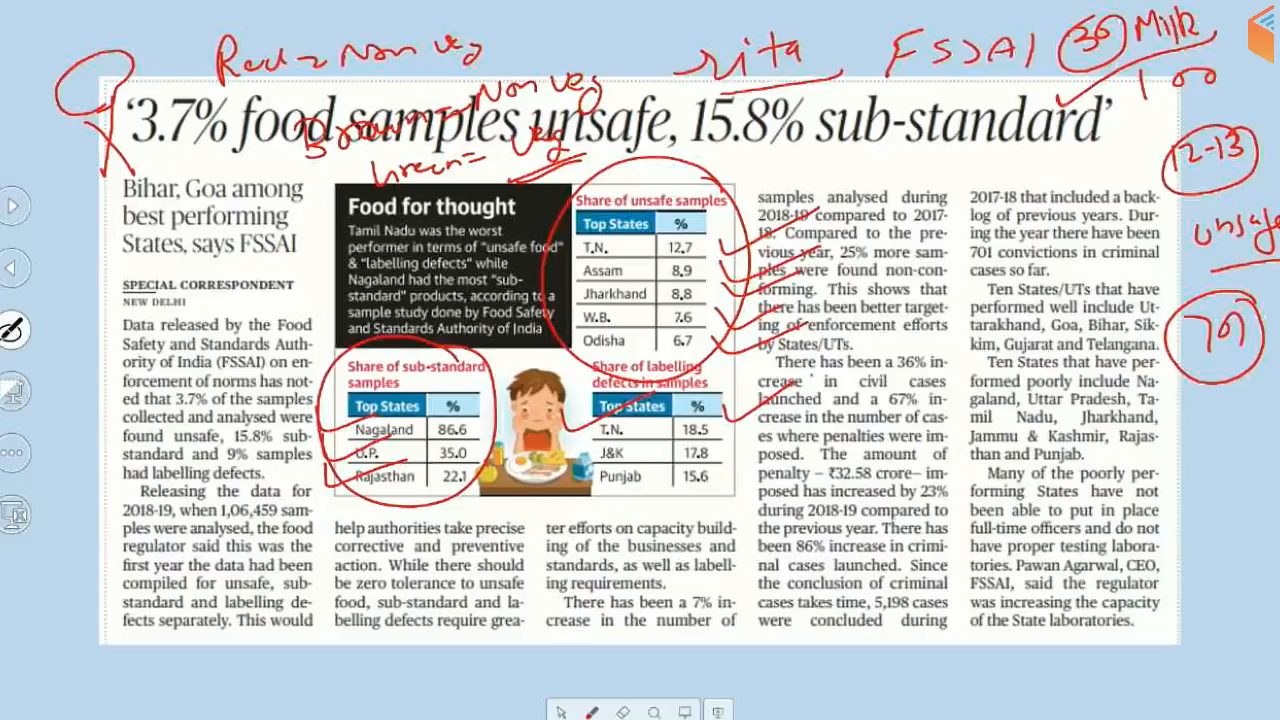 Red = Non veg
rita
FSSAI
30 Milk
100
Brown = Non veg
Green = veg
12-13
unsafe
701
‘3.7% food samples unsafe, 15.8% sub-standard’
Bihar, Goa among
best performing
States, says FSSAI
SPECIAL CORRESPONDENT
NEW DELHI
Data released by the Food
Safety and Standards Auth-
ority of India (FSSAI) on en-
forcement of norms has not-
ed that 3.7% of the samples
collected and analysed were
found unsafe, 15.8% sub-
standard and 9% samples
had labelling defects.
Releasing the data for
2018-19, when 1,06,459 sam-
ples were analysed, the food
regulator said this was the
first year the data had been
compiled for unsafe, sub-
standard and labelling de-
fects separately. This would
Food for thought
Tamil Nadu was the worst
performer in terms of “unsafe food”
& “labelling defects” while
Nagaland had the most “sub-
standard” products, according to a
sample study done by Food Safety
and Standards Authority of India
Share of unsafe samples
Top States %
T.N. 12.7
Assam 8.9
Jharkhand 8.8
W.B. 7.6
Odisha 6.7
Share of sub-standard
samples
Top States %
Nagaland 86.6
U.P. 35.0
Rajasthan 22.1
Share of labelling
defects in samples
Top States %
T.N. 18.5
J&K 17.8
Punjab 15.6
help authorities take precise
corrective and preventive
action. While there should
be zero tolerance to unsafe
food, sub-standard and la-
belling defects require grea-
ter efforts on capacity build-
ing of the businesses and
standards, as well as labell-
ing requirements.
There has been a 7% in-
crease in the number of
samples analysed during
2018-19 compared to 2017-
18. Compared to the pre-
vious year, 25% more sam-
ples were found non-con-
forming. This shows that
there has been better target-
ing of enforcement efforts
by States/UTs.
There has been a 36% in-
crease in civil cases
launched and a 67% in-
crease in the number of cas-
es where penalties were im-
posed. The amount of
penalty – ₹32.58 crore– im-
posed has increased by 23%
during 2018-19 compared to
the previous year. There has
been 86% increase in crimi-
nal cases launched. Since
the conclusion of criminal
cases takes time, 5,198 cases
were concluded during
2017-18 that included a back-
log of previous years. Dur-
ing the year there have been
701 convictions in criminal
cases so far.
Ten States/UTs that have
performed well include Ut-
tarakhand, Goa, Bihar, Sik-
kim, Gujarat and Telangana.
Ten States that have per-
formed poorly include Na-
galand, Uttar Pradesh, Ta-
mil Nadu, Jharkhand,
Jammu & Kashmir, Rajas-
than and Punjab.
Many of the poorly per-
forming States have not
been able to put in place
full-time officers and do not
have proper testing labora-
tories. Pawan Agarwal, CEO,
FSSAI, said the regulator
was increasing the capacity
of the State laboratories.